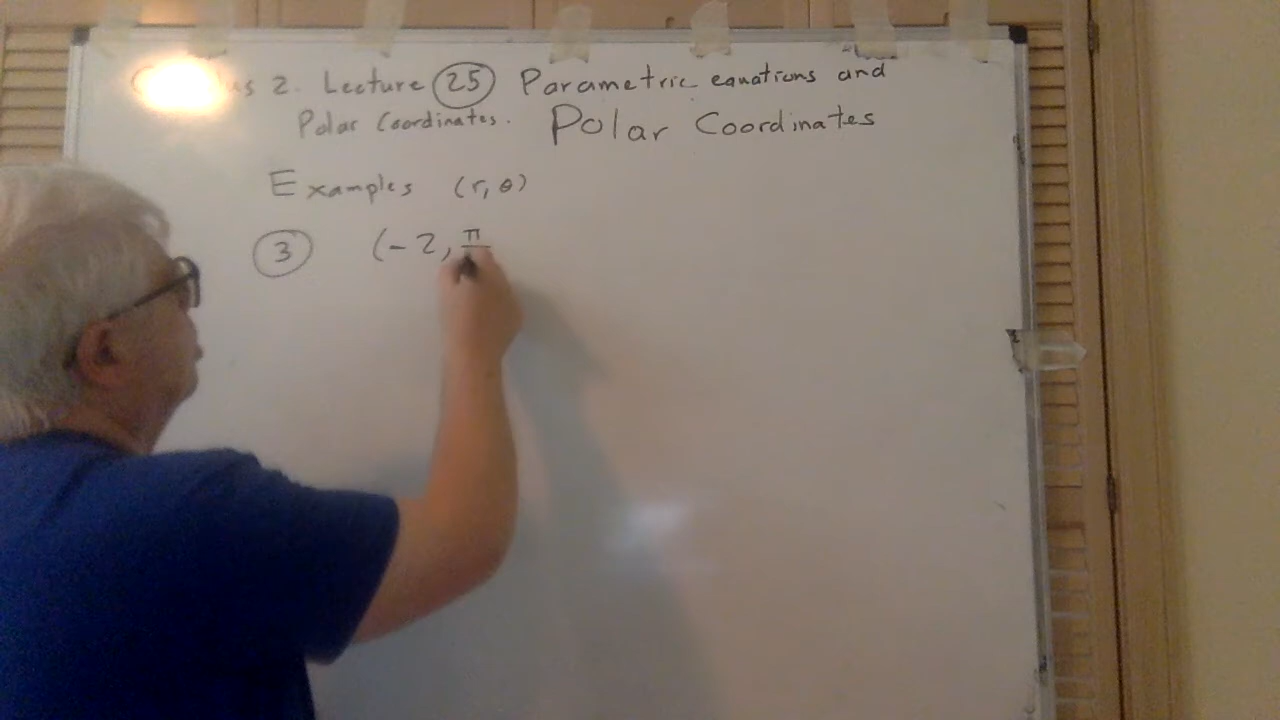 2. Lecture 25 Parametric equations and
Polar Coordinates. Polar Coordinates
Examples (r, θ)
3 (-2, π